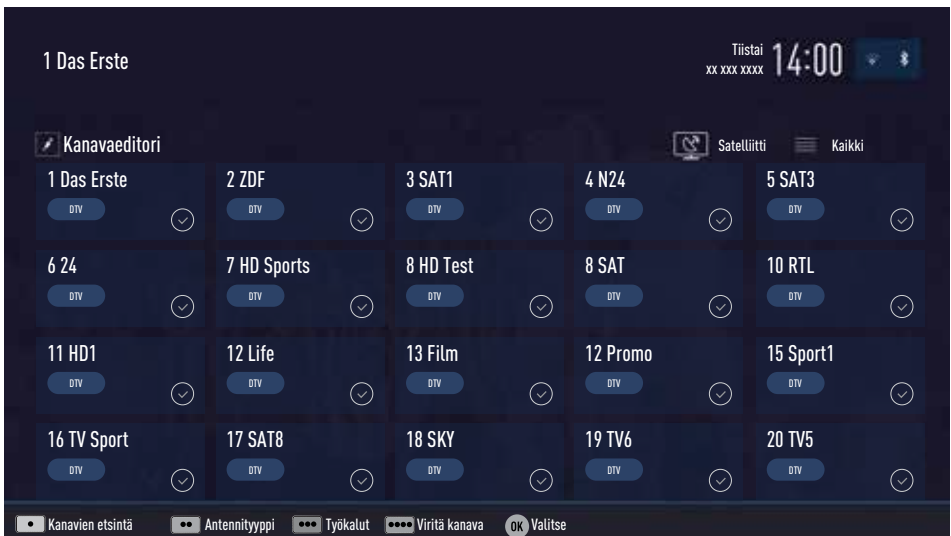 1 Das Erste
Tiistai
xx xxx xxxx
14:00
Kanavaeditori
Satelliitti
Kaikki
1 Das Erste 2 ZDF 3 SAT1 4 N24 5 SAT3
DTV DTV DTV DTV DTV
6 24 7 HD Sports 8 HD Test 8 SAT 10 RTL
DTV DTV DTV DTV DTV
11 HD1 12 Life 13 Film 12 Promo 15 Sport1
DTV DTV DTV DTV DTV
16 TV Sport 17 SAT8 18 SKY 19 TV6 20 TV5
DTV DTV DTV DTV DTV
Kanavien etsintä Antennityyppi Työkalut Viritä kanava OK Valitse